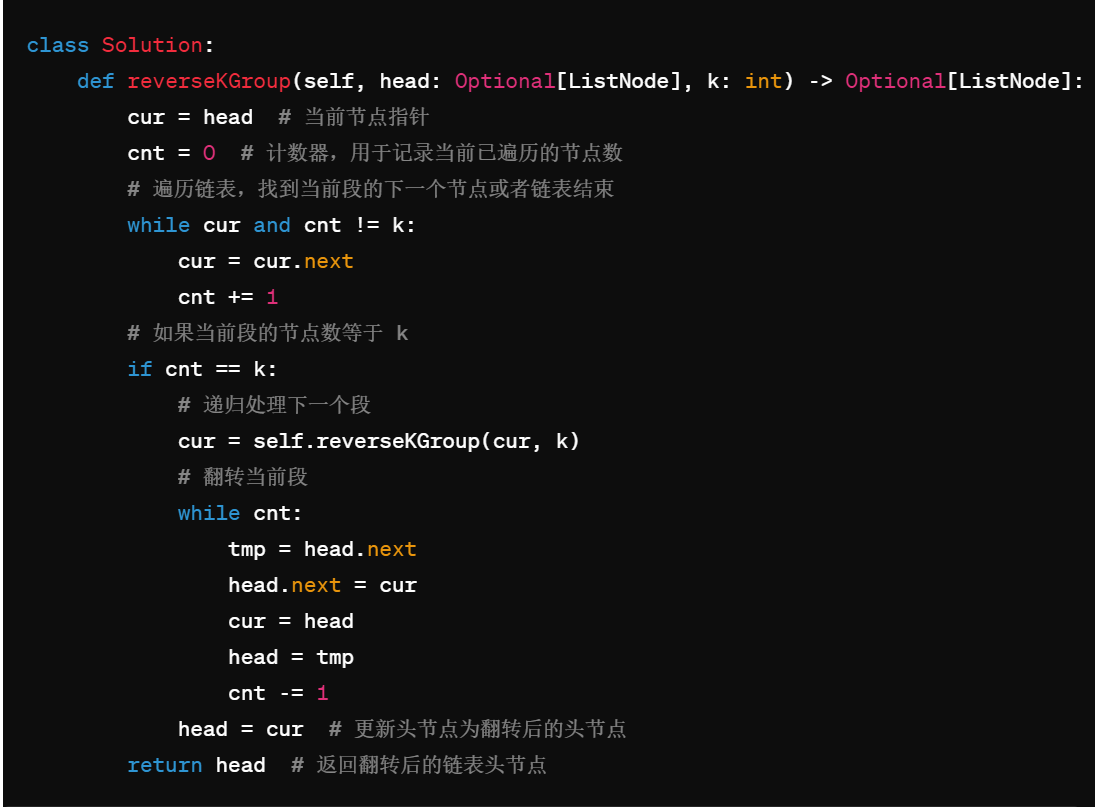 class Solution:
    def reverseKGroup(self, head: Optional[ListNode], k: int) -> Optional[ListNode]:
        cur = head  # 当前节点指针
        cnt = 0  # 计数器，用于记录当前已遍历的节点数
        # 遍历链表，找到当前段的下一个节点或者链表结束
        while cur and cnt != k:
            cur = cur.next
            cnt += 1
        # 如果当前段的节点数等于 k
        if cnt == k:
            # 递归处理下一个段
            cur = self.reverseKGroup(cur, k)
            # 翻转当前段
            while cnt:
                tmp = head.next
                head.next = cur
                cur = head
                head = tmp
                cnt -= 1
            head = cur  # 更新头节点为翻转后的头节点
        return head  # 返回翻转后的链表头节点